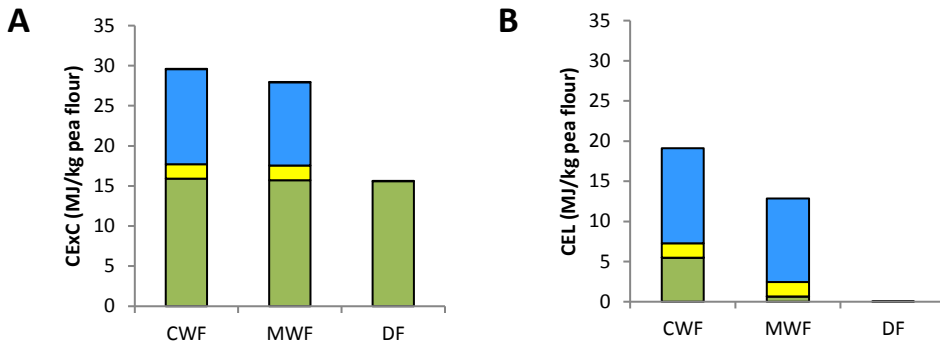 A
CExC (MJ/kg pea flour)
35
30
25
20
15
10
5
0
CWF MWF DF
B
CEL (MJ/kg pea flour)
35
30
25
20
15
10
5
0
CWF MWF DF